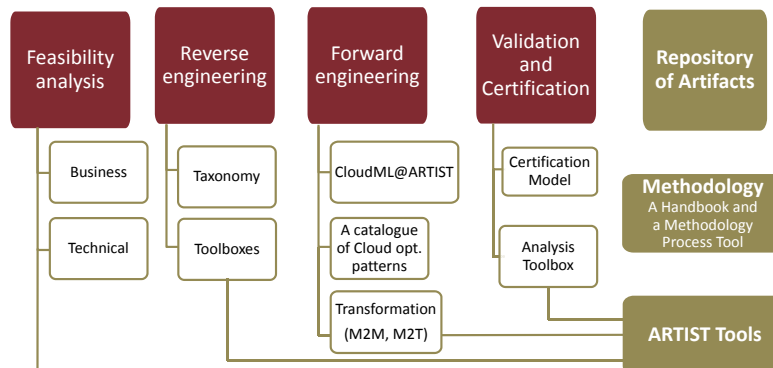 Feasibility
analysis
Reverse
engineering
Forward
engineering
Validation
and
Certification
Repository
of Artifacts
Business
Technical
Taxonomy
Toolboxes
CloudML@ARTIST
A catalogue
of Cloud opt.
patterns
Transformation
(M2M, M2T)
Certification
Model
Analysis
Toolbox
Methodology
A Handbook and
a Methodology
Process Tool
ARTIST Tools